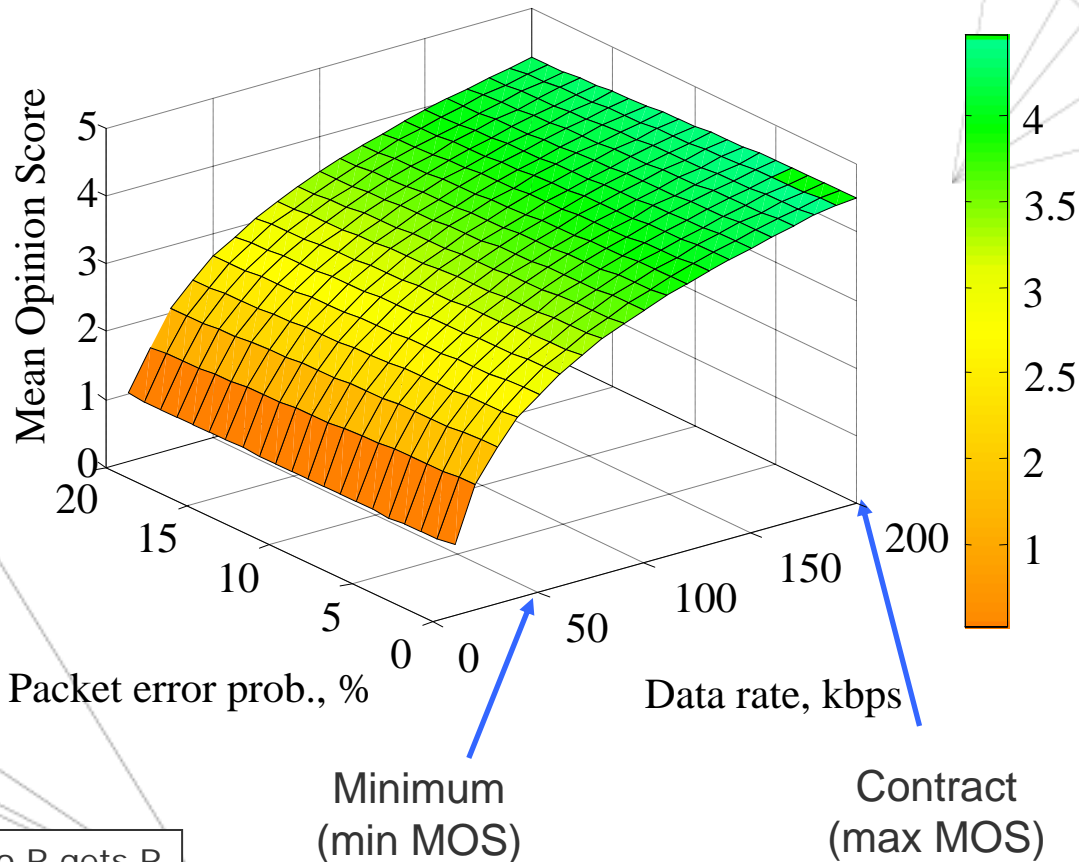 Mean Opinion Score
5
4
3
2
1
0
20
15
10
5
0
0
50
100
150
200
4
3.5
3
2.5
2
1
Packet error prob., %
Data rate, kbps
Minimum
(min MOS)
Contract
(max MOS)
R gets R